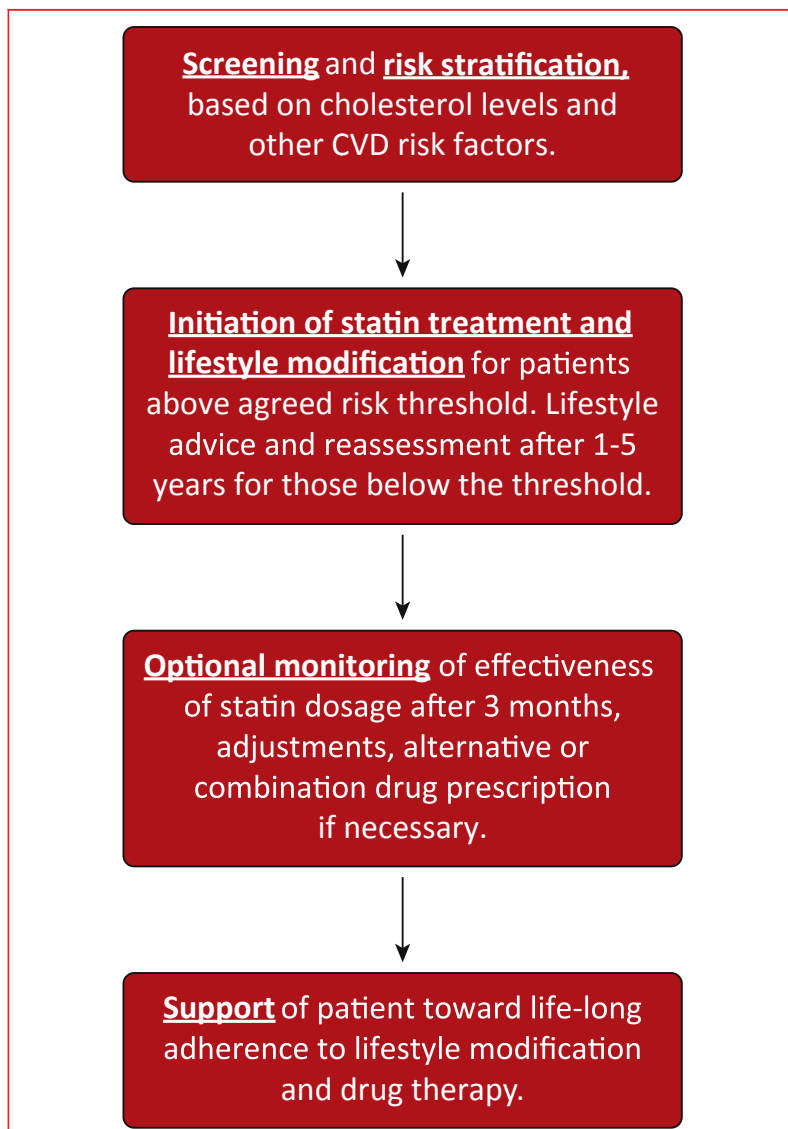 Screening and risk stratification,
based on cholesterol levels and
other CVD risk factors.
Initiation of statin treatment and
lifestyle modification for patients
above agreed risk threshold. Lifestyle
advice and reassessment after 1-5
years for those below the threshold.
Optional monitoring of effectiveness
of statin dosage after 3 months,
adjustments, alternative or
combination drug prescription
if necessary.
Support of patient toward life-long
adherence to lifestyle modification
and drug therapy.